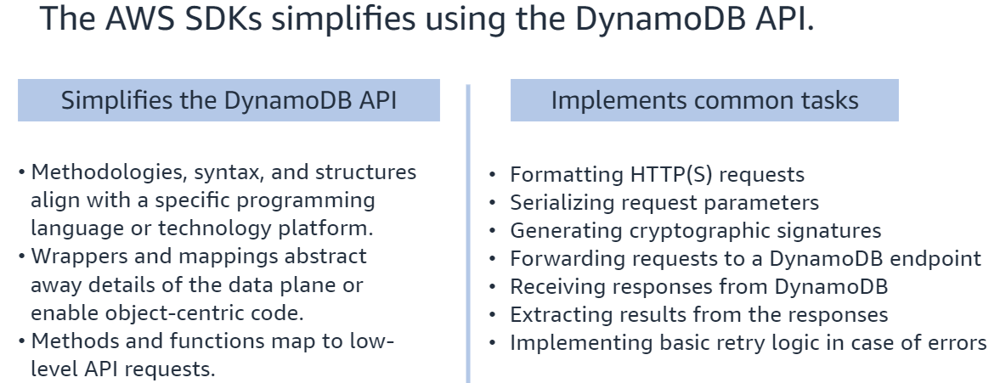 The AWS SDKs simplifies using the DynamoDB API.
Simplifies the DynamoDB API
• Methodologies, syntax, and structures
align with a specific programming
language or technology platform.
• Wrappers and mappings abstract
away details of the data plane or
enable object-centric code.
• Methods and functions map to low-
level API requests.
Implements common tasks
• Formatting HTTP(S) requests
• Serializing request parameters
• Generating cryptographic signatures
• Forwarding requests to a DynamoDB endpoint
• Receiving responses from DynamoDB
• Extracting results from the responses
• Implementing basic retry logic in case of errors